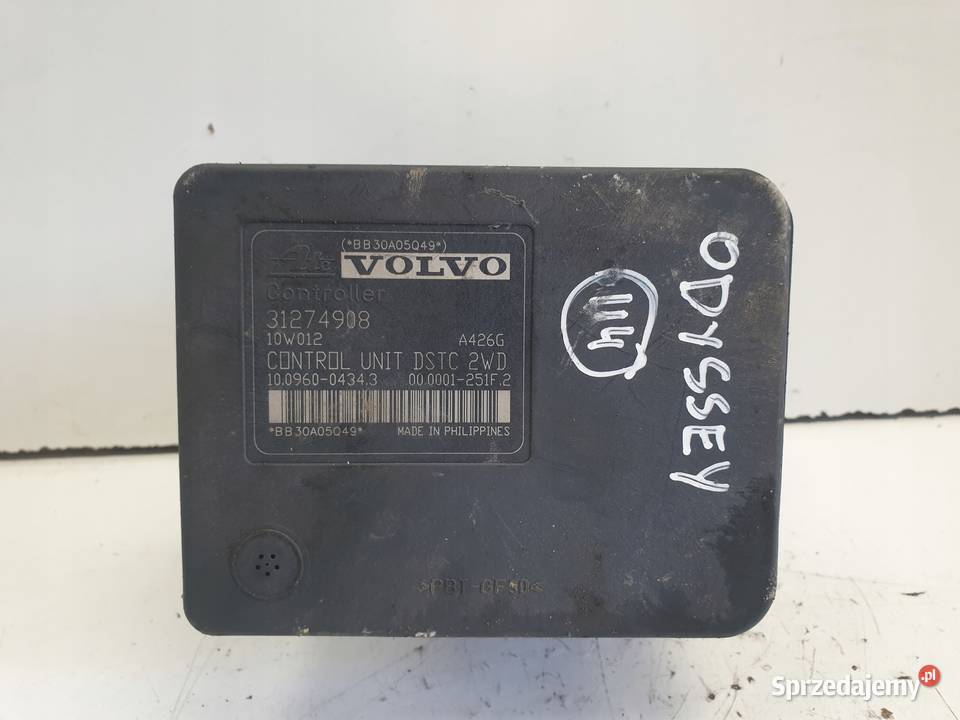 (*BB30A05Q49*)
Ate VOLVO
Controller
31274908
10W012 A426G
CONTROL UNIT DSTC 2WD
10.0960-0434.3 00.0001-251F.2
*BB30A05Q49* MADE IN PHILIPPINES
ODYSSEY
>PBT-GF30<
Sprzedajemy.pl